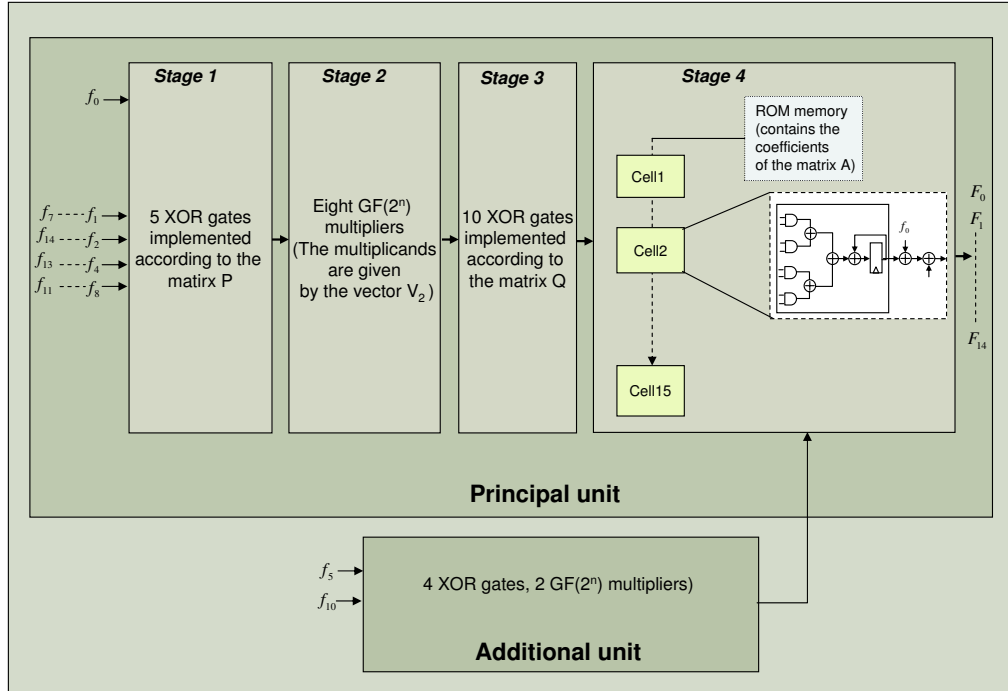 Stage 1
Stage 2
Stage 3
Stage 4
f0
f7 f1
f14 f2
f13 f4
f11 f8
5 XOR gates
implemented
according to the
matirx P
Eight GF(2^n)
multipliers
(The multiplicands
are given
by the vector V2)
10 XOR gates
implemented
according to
the matrix Q
ROM memory
(contains the
coefficients
of the matrix A)
Cell1
Cell2
Cell15
f0
F0
F1
F14
Principal unit
f5
f10
4 XOR gates, 2 GF(2^n) multipliers)
Additional unit